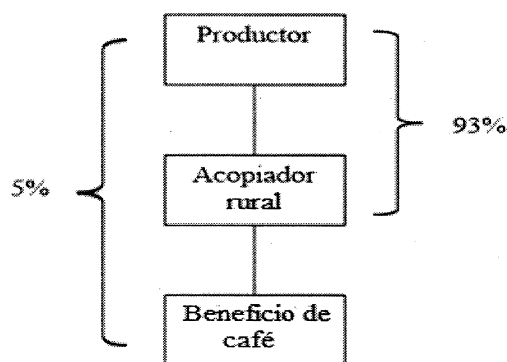 Productor
93%
Acopiador
rural
5%
Beneficio de
café